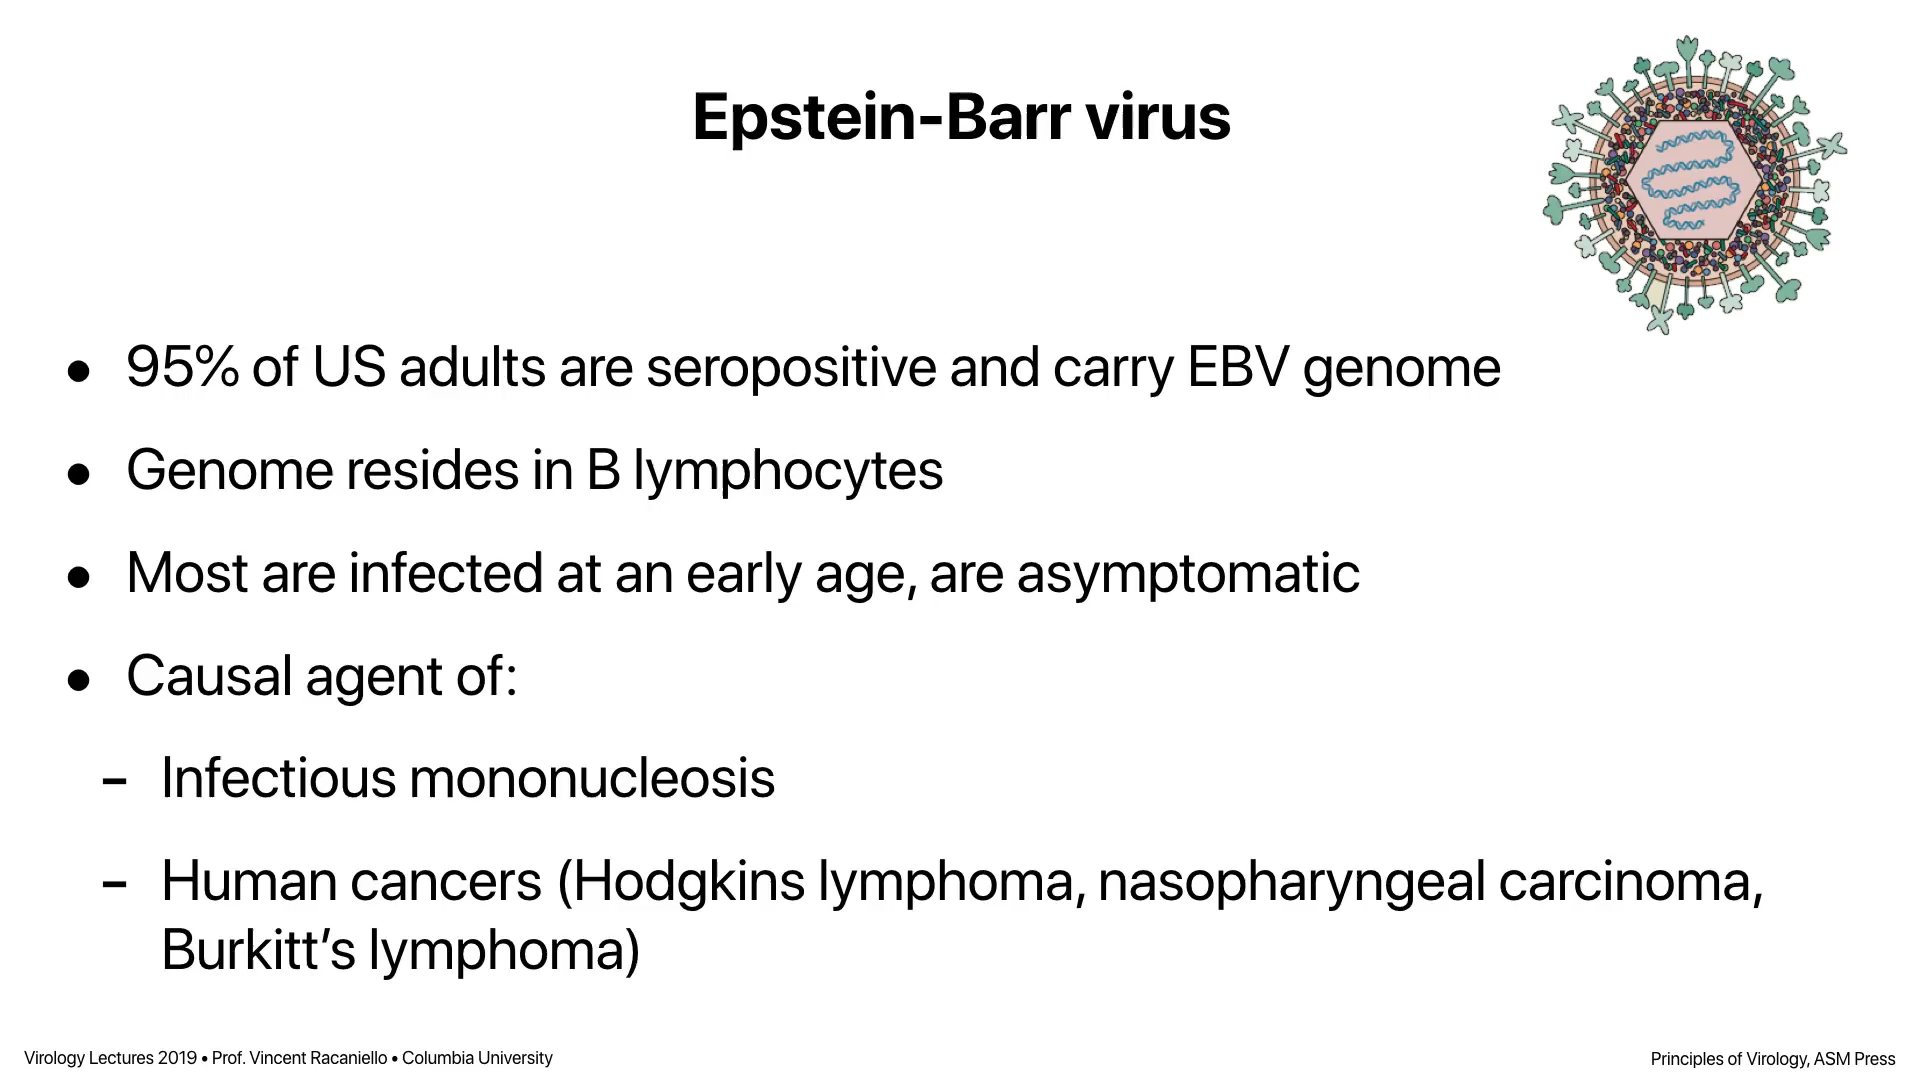 Epstein-Barr virus
• 95% of US adults are seropositive and carry EBV genome
• Genome resides in B lymphocytes
• Most are infected at an early age, are asymptomatic
• Causal agent of:
- Infectious mononucleosis
- Human cancers (Hodgkins lymphoma, nasopharyngeal carcinoma,
Burkitt’s lymphoma)
Virology Lectures 2019 • Prof. Vincent Racaniello • Columbia University
Principles of Virology, ASM Press